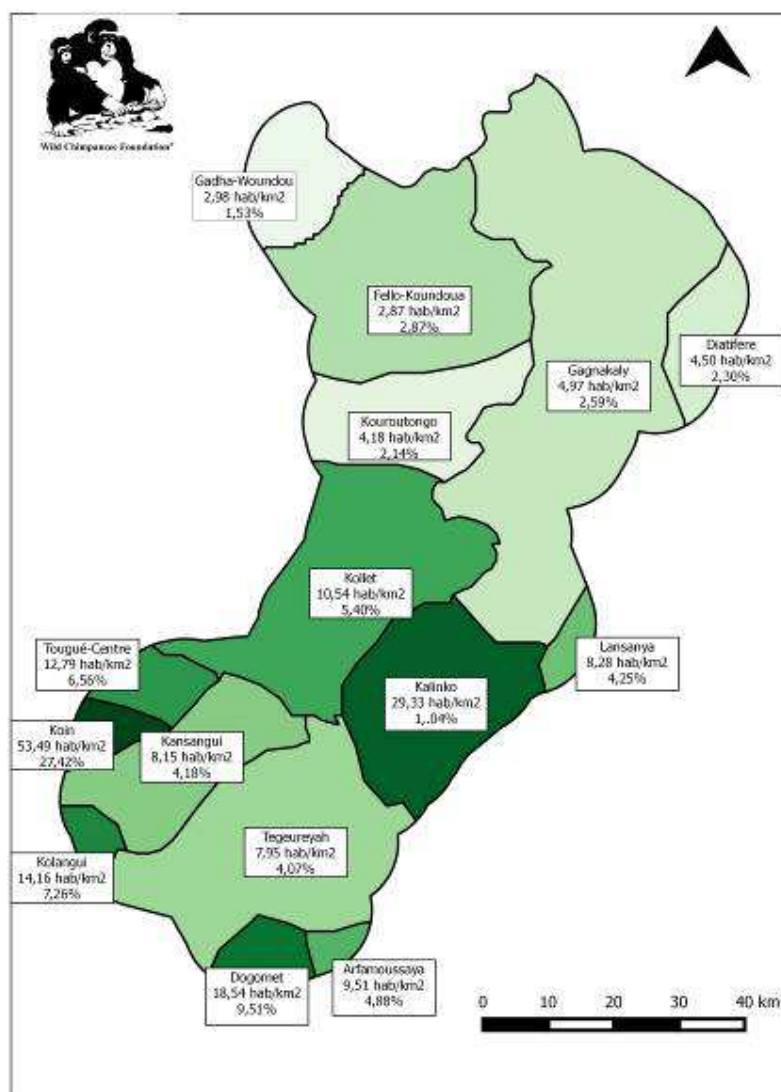 Wild Chimpanzee Foundation®
Gadha-Woundou
2,98 hab/km2
1,53%
Fello-Koundoua
2,87 hab/km2
2,87%
Diatifere
4,50 hab/km2
2,30%
Gagnakaly
4,97 hab/km2
2,59%
Kouroutongo
4,18 hab/km2
2,14%
Kollet
10,54 hab/km2
5,40%
Tougué-Centre
12,79 hab/km2
6,56%
Lansanya
8,28 hab/km2
4,25%
Kalinko
29,33 hab/km2
1,.04%
Koin
53,49 hab/km2
27,42%
Kansangui
8,15 hab/km2
4,18%
Tegeureyah
7,95 hab/km2
4,07%
Kolangui
14,16 hab/km2
7,26%
Dogomet
18,54 hab/km2
9,51%
Arfamoussaya
9,51 hab/km2
4,88%
0 10 20 30 40 km